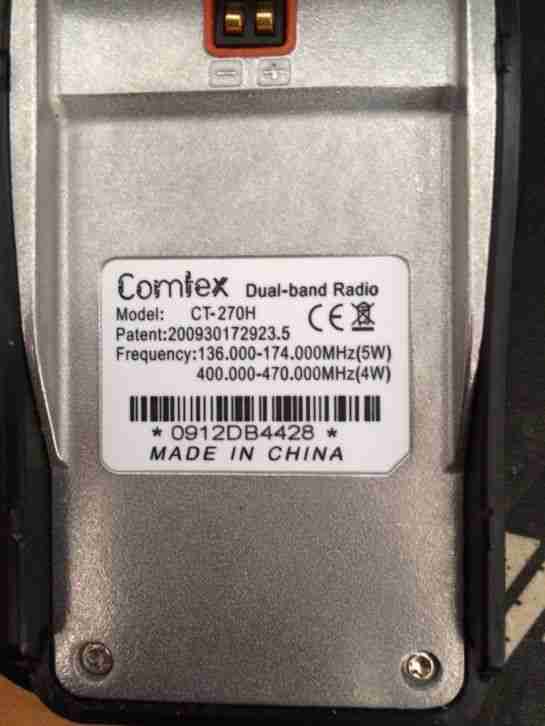 - +
Comtex Dual-band Radio
Model: CT-270H
Patent:200930172923.5
Frequency:136.000-174.000MHz(5W)
400.000-470.000MHz(4W)
* 0912DB4428 *
MADE IN CHINA